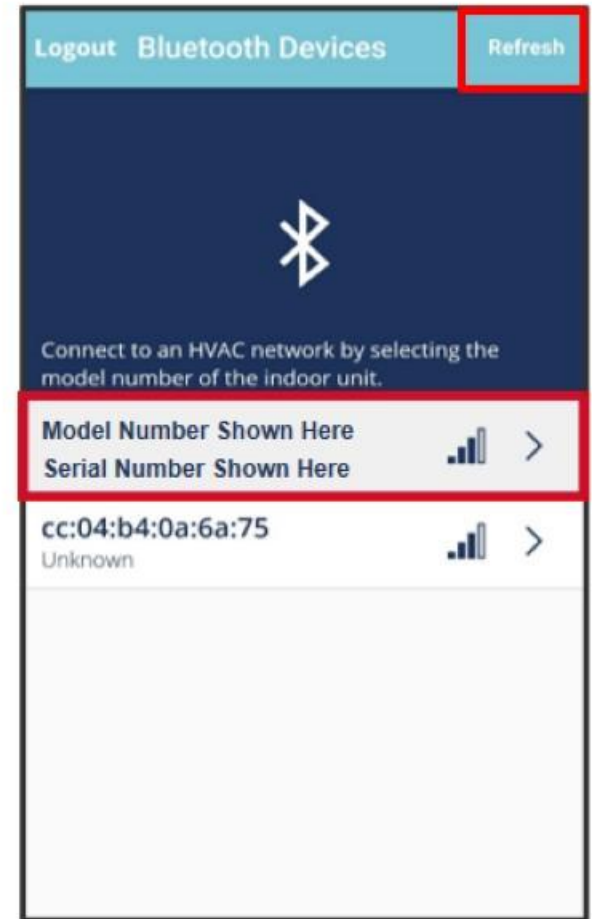 Logout Bluetooth Devices Refresh
Connect to an HVAC network by selecting the
model number of the indoor unit.
Model Number Shown Here
Serial Number Shown Here
cc:04:b4:0a:6a:75
Unknown